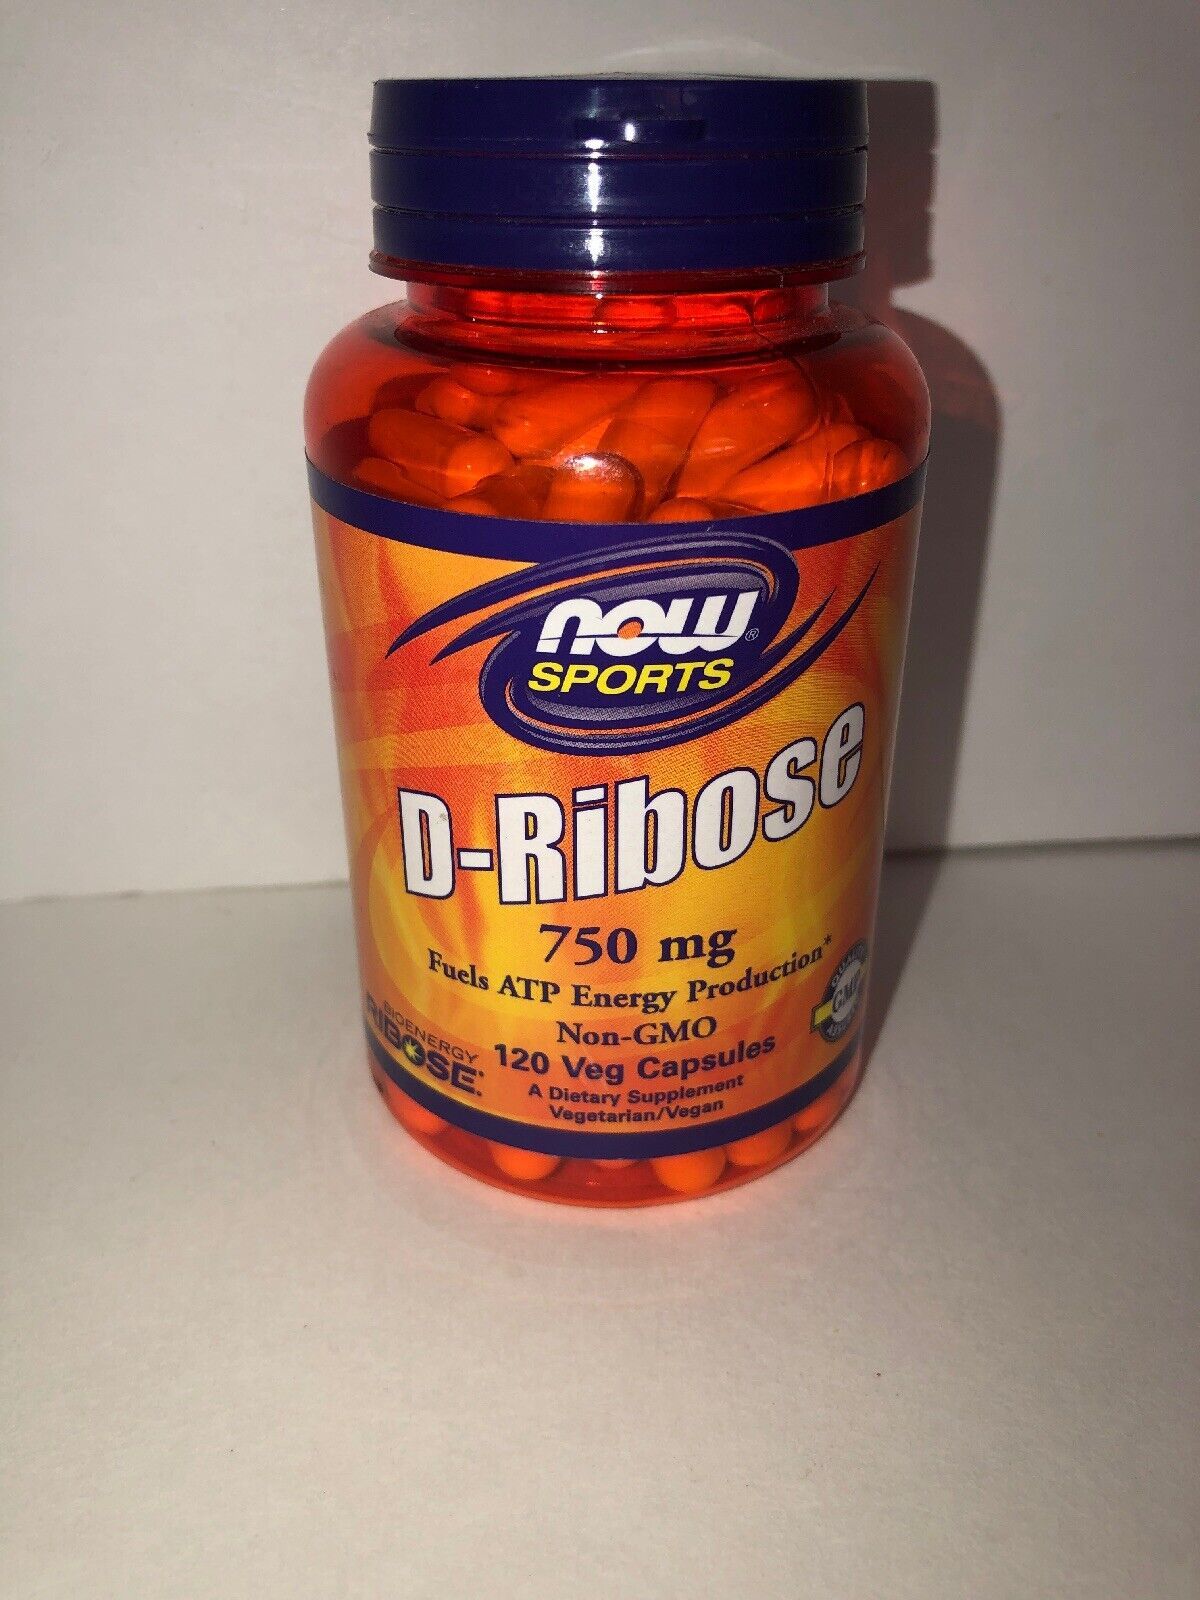 now®
SPORTS
D-Ribose
750 mg
Fuels ATP Energy Production*
Non-GMO
BIOENERGY
RIBOSE
120 Veg Capsules
A Dietary Supplement
Vegetarian/Vegan
QUALITY
GMP